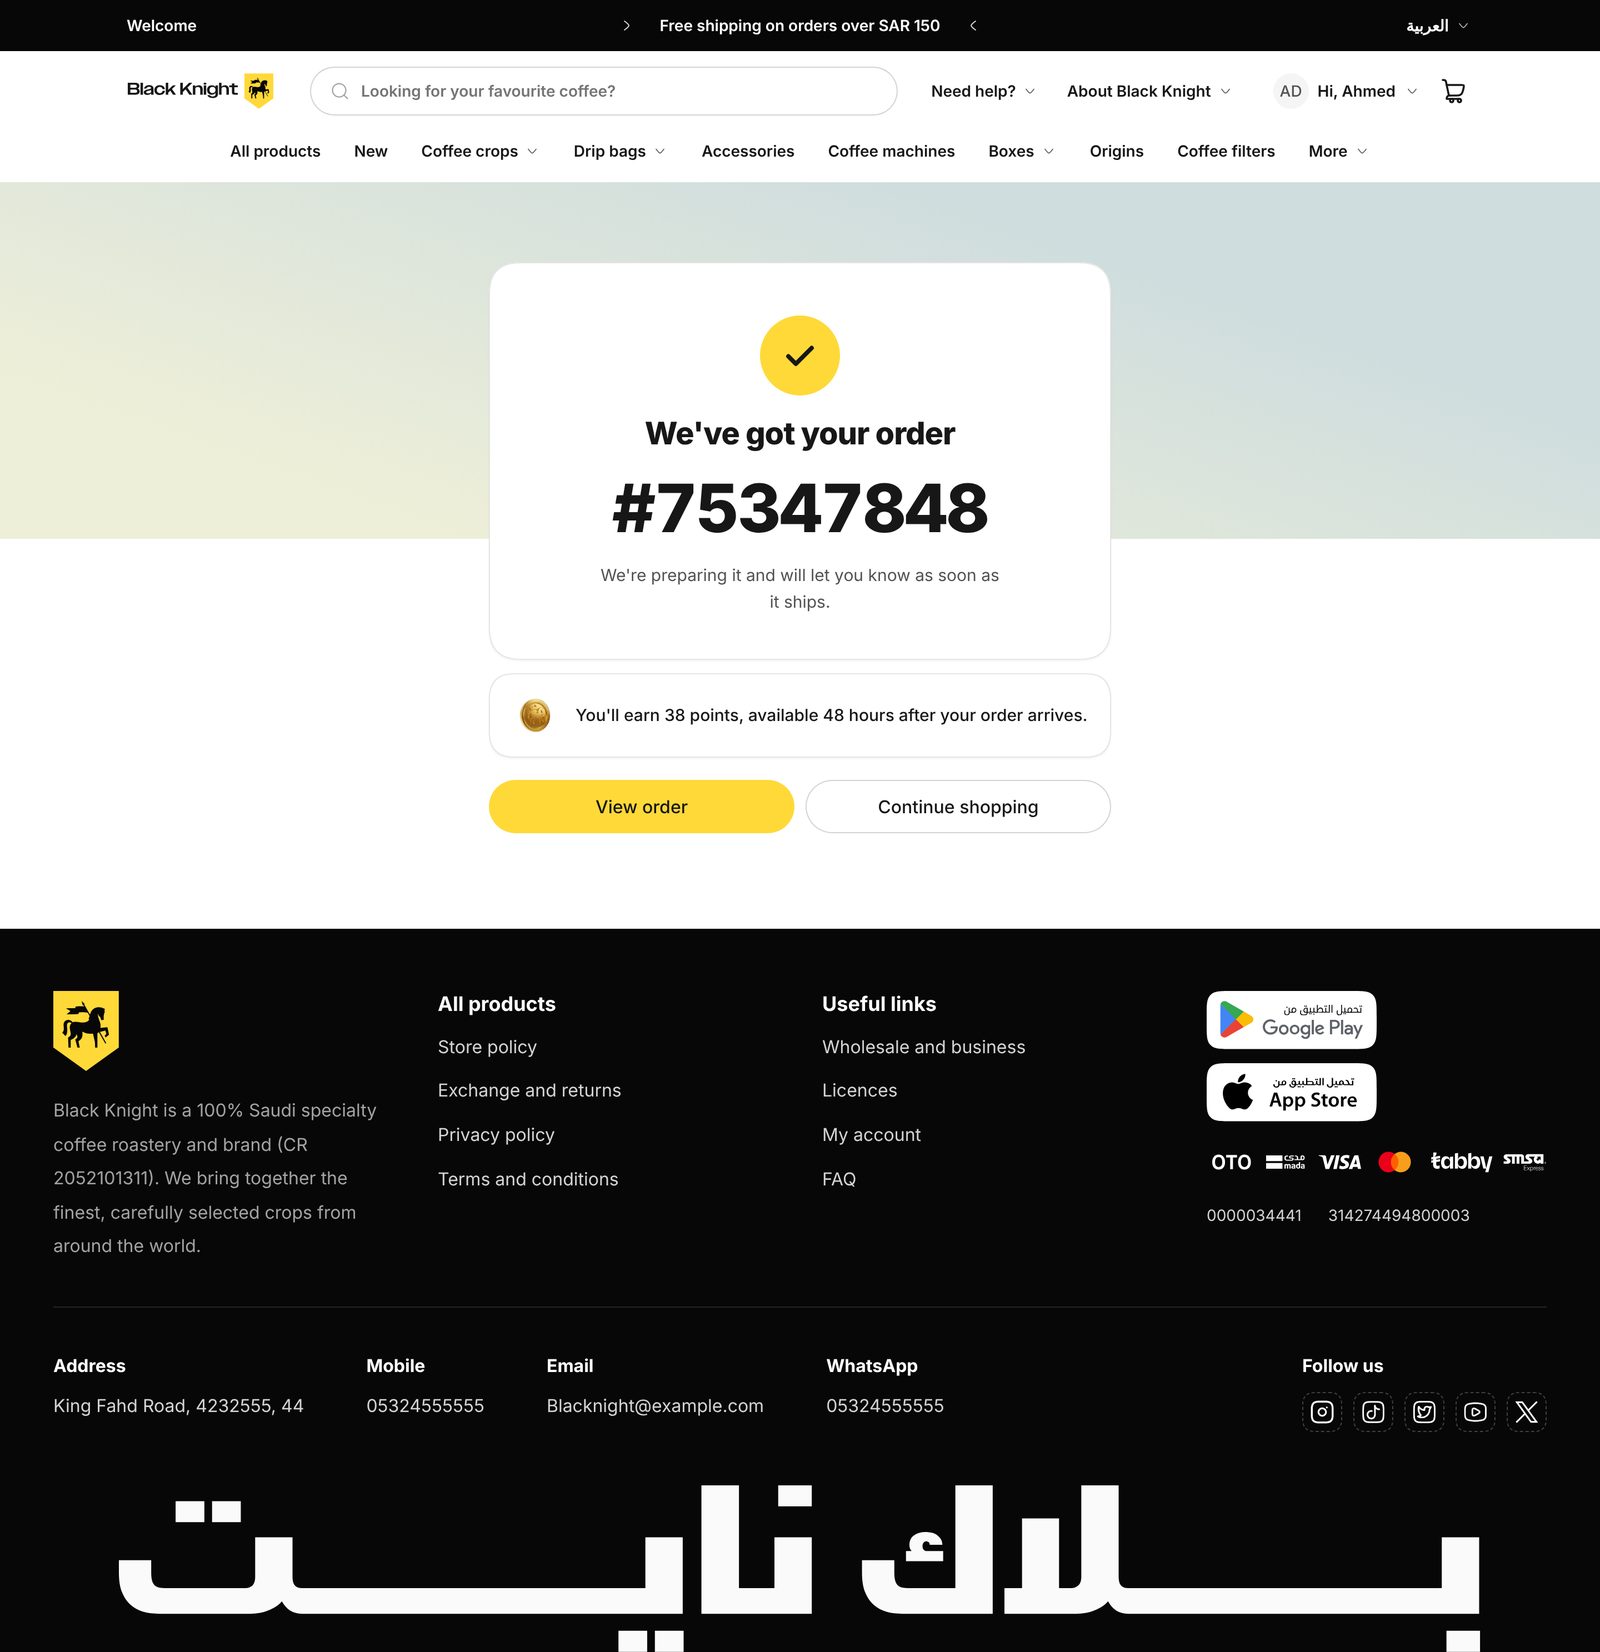 Welcome
Free shipping on orders over SAR 150
العربية
Black Knight
Looking for your favourite coffee?
Need help?
About Black Knight
AD
Hi, Ahmed
All products
New
Coffee crops
Drip bags
Accessories
Coffee machines
Boxes
Origins
Coffee filters
More
We've got your order
#75347848
We're preparing it and will let you know as soon as
it ships.
You'll earn 38 points, available 48 hours after your order arrives.
View order
Continue shopping
Black Knight is a 100% Saudi specialty
coffee roastery and brand (CR
2052101311). We bring together the
finest, carefully selected crops from
around the world.
All products
Store policy
Exchange and returns
Privacy policy
Terms and conditions
Useful links
Wholesale and business
Licences
My account
FAQ
تحميل التطبيق من
Google Play
تحميل التطبيق من
App Store
OTO
مدى
mada
VISA
tabby
smsa
Express
0000034441
314274494800003
Address
King Fahd Road, 4232555, 44
Mobile
05324555555
Email
Blacknight@example.com
WhatsApp
05324555555
Follow us
بلاك نايت